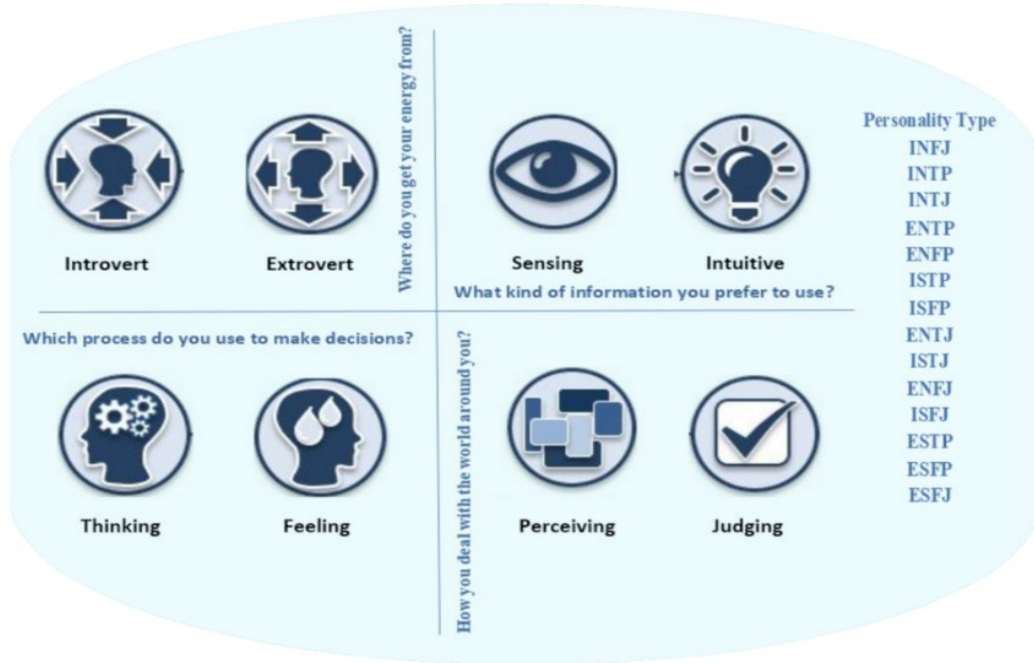 Where do you get your energy from?
Introvert
Extrovert
Sensing
Intuitive
What kind of information you prefer to use?
Which process do you use to make decisions?
Thinking
Feeling
How you deal with the world around you?
Perceiving
Judging
Personality Type
INFJ
INTP
INTJ
ENTP
ENFP
ISTP
ISFP
ENTJ
ISTJ
ENFJ
ISFJ
ESTP
ESFP
ESFJ